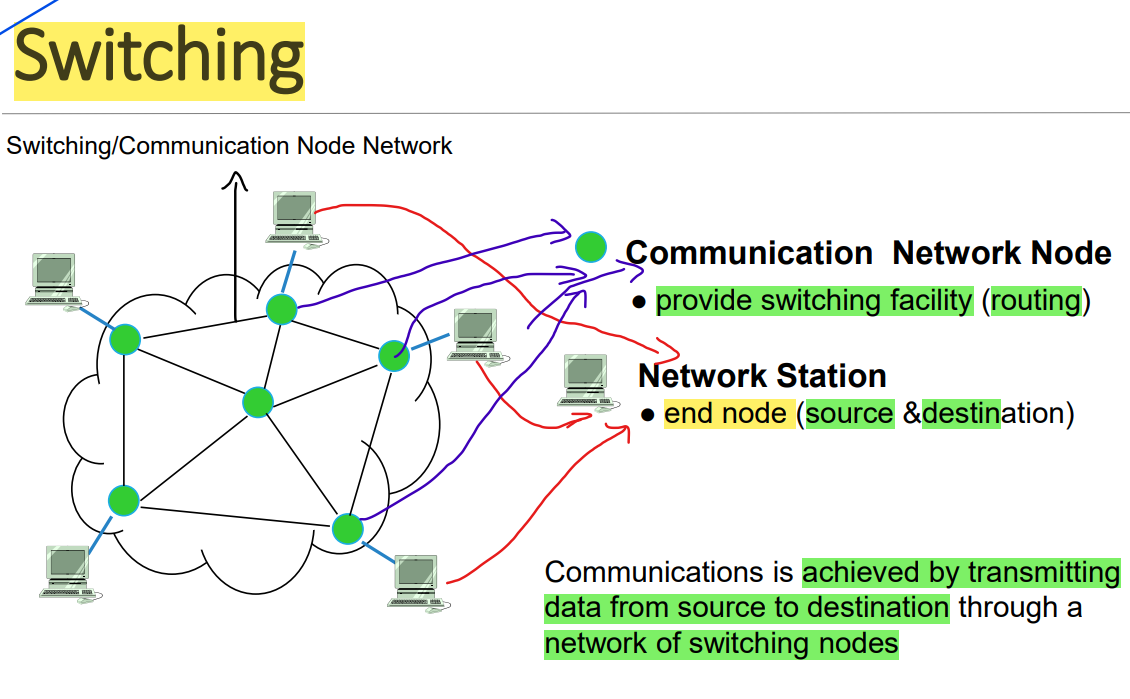 Switching
Switching/Communication Node Network
Communication Network Node
● provide switching facility (routing)
Network Station
● end node (source &destination)
Communications is achieved by transmitting
data from source to destination through a
network of switching nodes